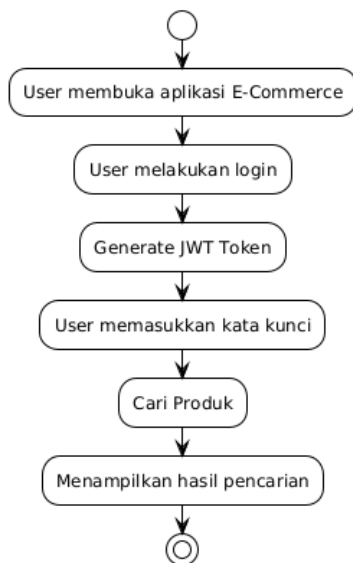 User membuka aplikasi E-Commerce
User melakukan login
Generate JWT Token
User memasukkan kata kunci
Cari Produk
Menampilkan hasil pencarian